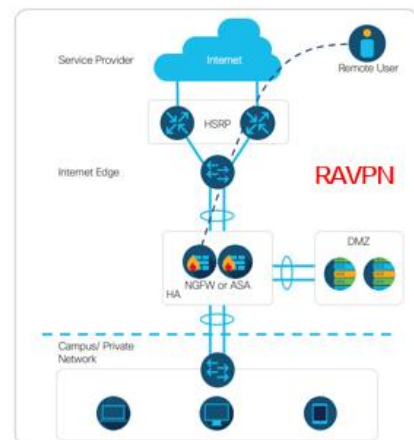 Service Provider
Internet
Remote User
HSRP
Internet Edge
RAVPN
DMZ
NGFW or ASA
HA
Campus/ Private
Network